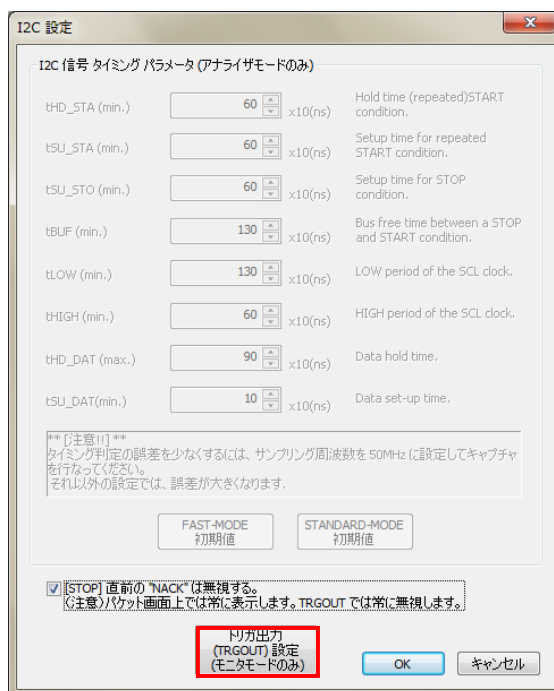 I2C 設定
I2C 信号 タイミング パラメータ (アナライザモードのみ)
tHD_STA (min.) 60 x10(ns) Hold time (repeated)START
condition.
tSU_STA (min.) 60 x10(ns) Setup time for repeated
START condition.
tSU_STO (min.) 60 x10(ns) Setup time for STOP
condition.
tBUF (min.) 130 x10(ns) Bus free time between a STOP
and START condition.
tLOW (min.) 130 x10(ns) LOW period of the SCL clock.
tHIGH (min.) 60 x10(ns) HIGH period of the SCL clock.
tHD_DAT (max.) 90 x10(ns) Data hold time.
tSU_DAT(min.) 10 x10(ns) Data set-up time.
** [注意!!] **
タイミング判定の誤差を少なくするには、サンプリング周波数を 50MHz に設定してキャプチャ
を行なってください。
それ以外の設定では、誤差が大きくなります.
FAST-MODE
初期値
STANDARD-MODE
初期値
[STOP] 直前の "NACK" は無視する。
(注意)パケット画面上では常に表示します。TRGOUT では常に無視します。
トリガ出力
(TRGOUT) 設定
(モニタモードのみ)
OK
キャンセル